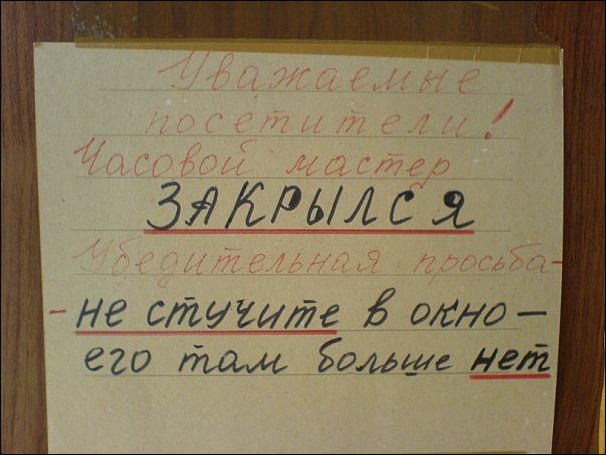 Уважаемые
посетители!
Часовой мастер
ЗАКРЫЛСЯ
Убедительная просьба-
-не стучите в окно—
его там больше нет